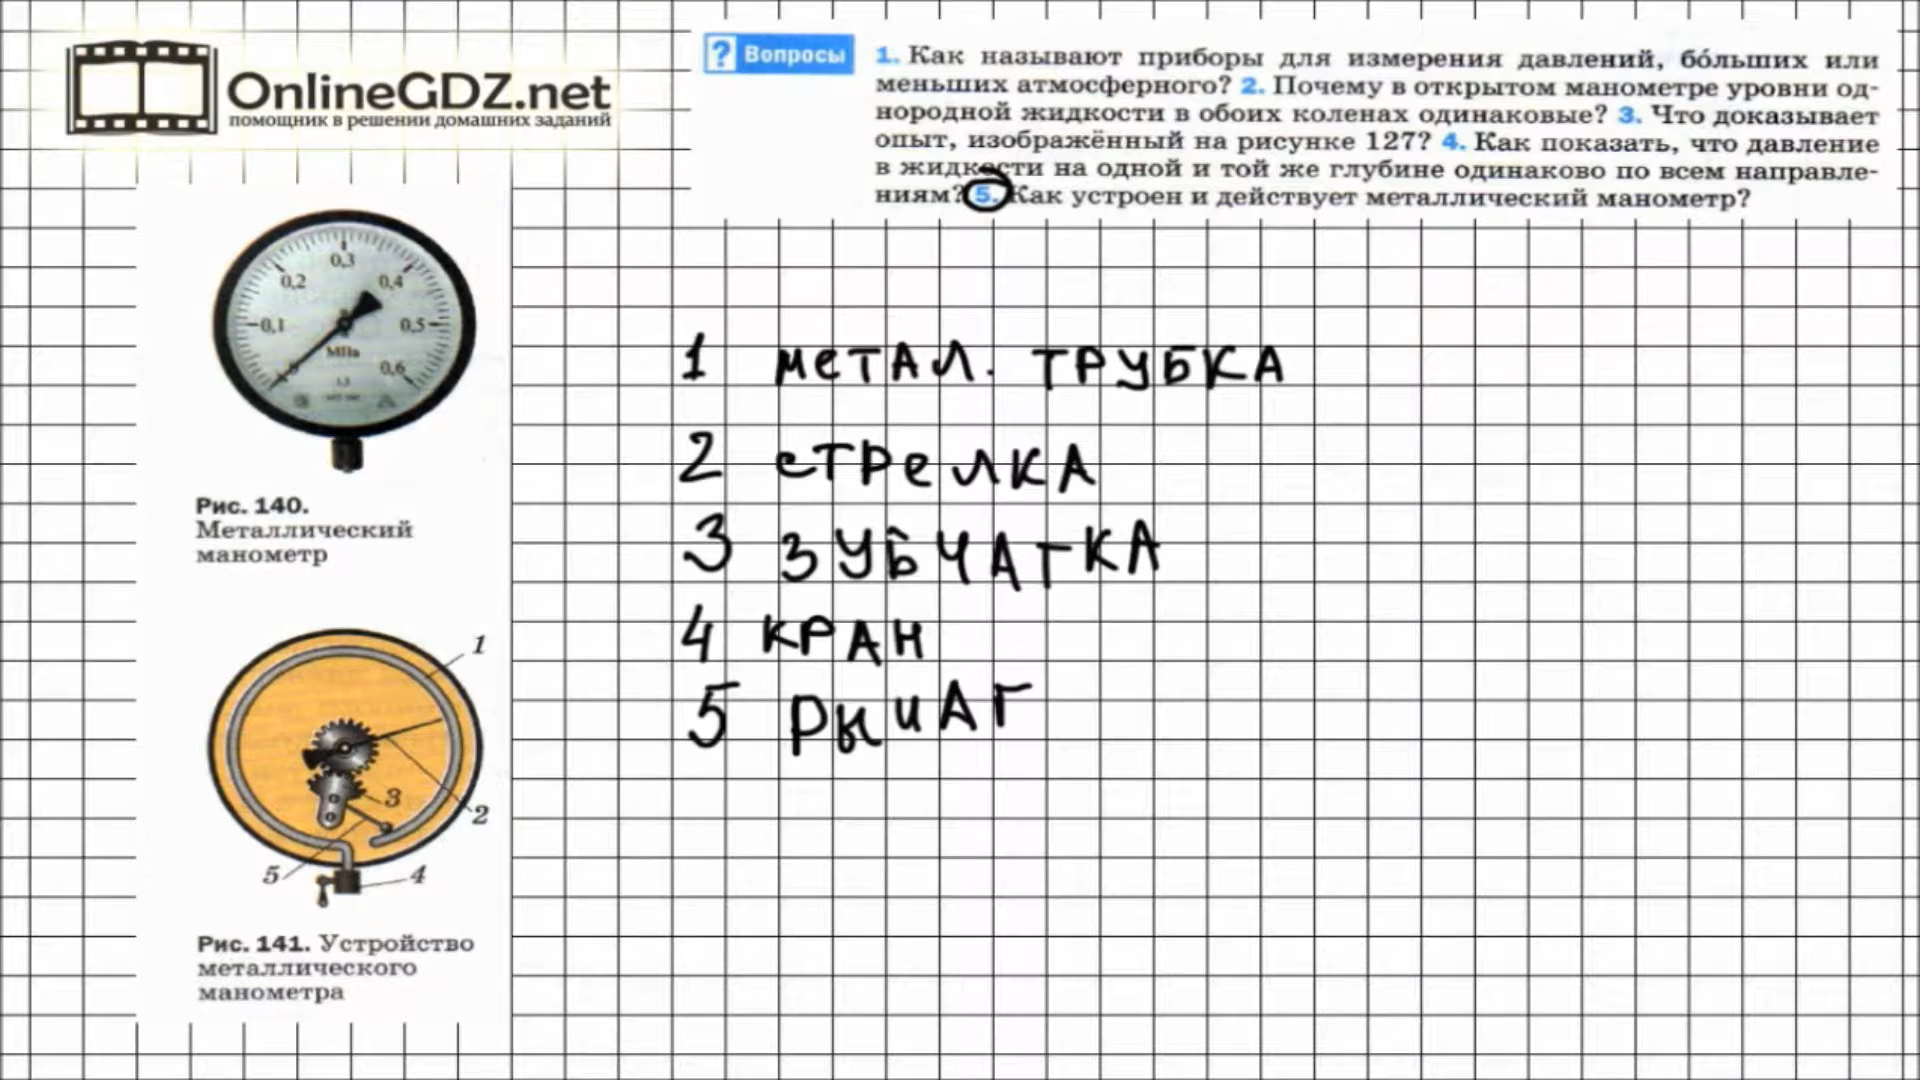 OnlineGDZ.net
помощник в решении домашних заданий
? Вопросы
1. Как называют приборы для измерения давлений, бо́льших или
меньших атмосферного? 2. Почему в открытом манометре уровни од-
нородной жидкости в обоих коленах одинаковые? 3. Что доказывает
опыт, изображённый на рисунке 127? 4. Как показать, что давление
в жидкости на одной и той же глубине одинаково по всем направле-
ниям? 5. Как устроен и действует металлический манометр?
0,3
0,2 0,4
0,1 0,5
МПа
0 0,6
Рис. 140.
Металлический
манометр
1 метал. трубка
2 стрелка
3 зубчатка
4 кран
5 рычаг
1
3
2
5 4
Рис. 141. Устройство
металлического
манометра